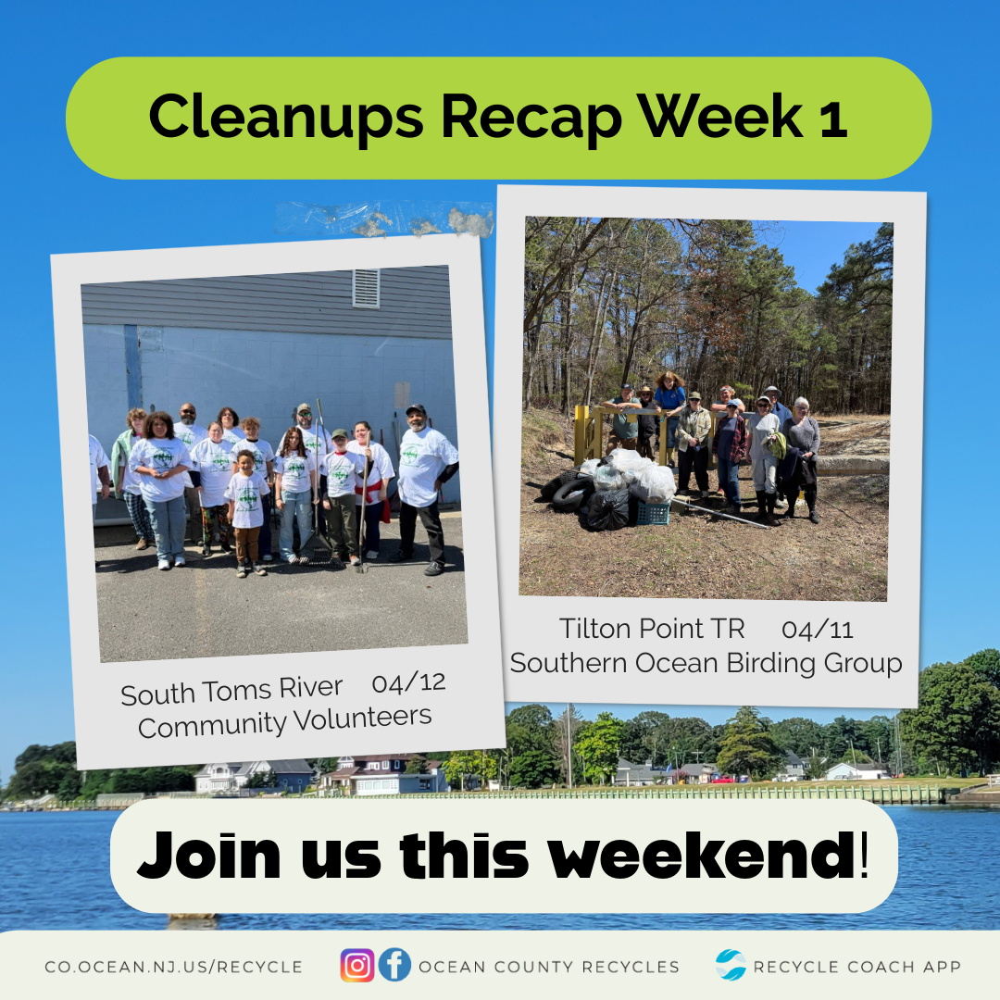 Cleanups Recap Week 1
South Toms River 04/12
Community Volunteers
Tilton Point TR 04/11
Southern Ocean Birding Group
Join us this weekend!
CO.OCEAN.NJ.US/RECYCLE
OCEAN COUNTY RECYCLES
RECYCLE COACH APP